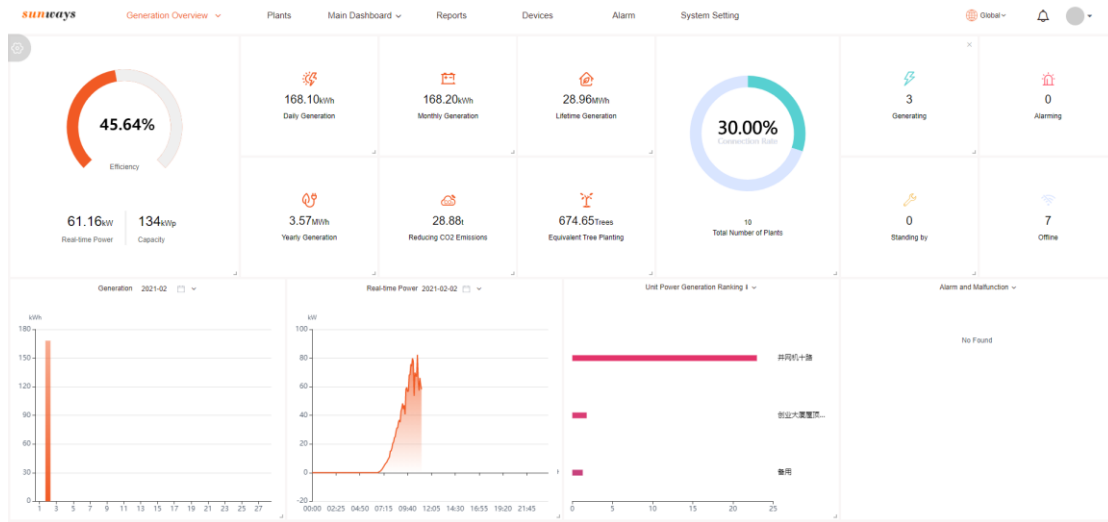 sunways Generation Overview Plants Main Dashboard Reports Devices Alarm System Setting Global
45.64%
Efficiency
61.16kW 134kWp
Real-time Power Capacity
168.10kWh
Daily Generation
168.20kWh
Monthly Generation
28.96MWh
Lifetime Generation
3.57MWh
Yearly Generation
28.88t
Reducing CO2 Emissions
674.65Trees
Equivalent Tree Planting
30.00%
Connection Rate
10
Total Number of Plants
3
Generating
0
Alarming
0
Standing by
7
Offline
Generation 2021-02
kWh
180
150
120
90
60
30
0
1 3 5 7 9 11 13 15 17 19 21 23 25 27
Real-time Power 2021-02-02
kW
100
80
60
40
20
0
-20
00:00 02:25 04:50 07:15 09:40 12:05 14:30 16:55 19:20 21:45
Unit Power Generation Ranking
并网机十路
创业大厦屋顶...
备用
0 5 10 15 20 25
Alarm and Malfunction
No Found